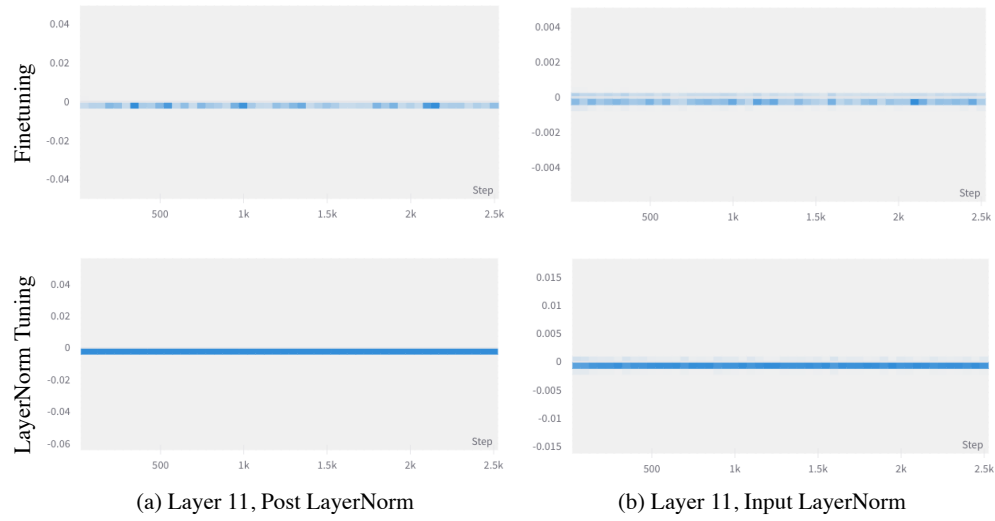 Finetuning
0.04
0.02
0
-0.02
-0.04
Step
500 1k 1.5k 2k 2.5k
0.004
0.002
0
-0.002
-0.004
Step
500 1k 1.5k 2k 2.5k
LayerNorm Tuning
0.04
0.02
0
-0.02
-0.04
-0.06
Step
500 1k 1.5k 2k 2.5k
0.015
0.01
0.005
0
-0.005
-0.01
-0.015
Step
500 1k 1.5k 2k 2.5k
(a) Layer 11, Post LayerNorm
(b) Layer 11, Input LayerNorm